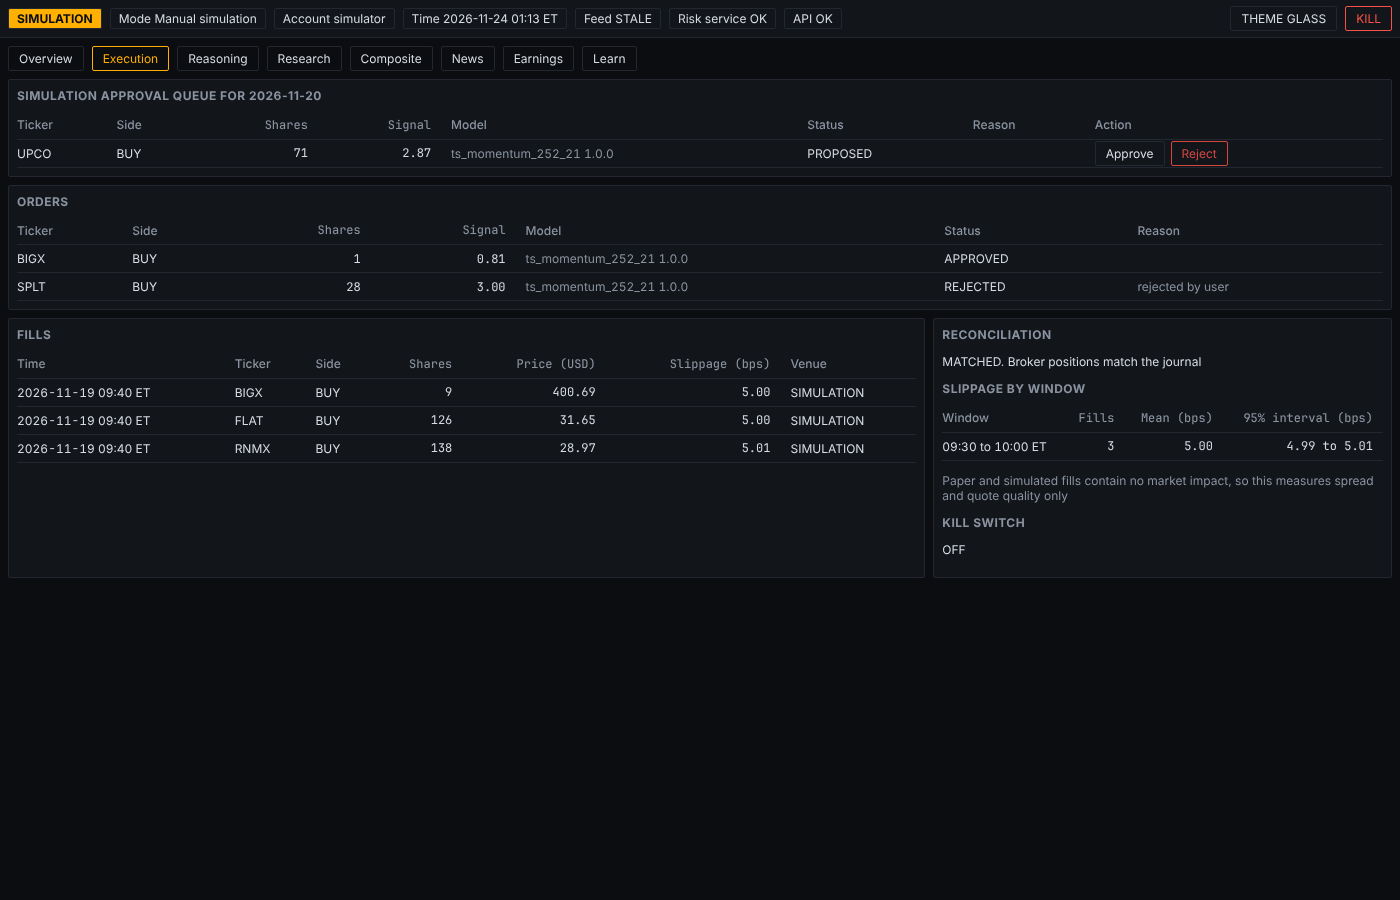 SIMULATION Mode Manual simulation Account simulator Time 2026-11-24 01:13 ET Feed STALE Risk service OK API OK THEME GLASS KILL
Overview Execution Reasoning Research Composite News Earnings Learn
SIMULATION APPROVAL QUEUE FOR 2026-11-20
Ticker Side Shares Signal Model Status Reason Action
UPCO BUY 71 2.87 ts_momentum_252_21 1.0.0 PROPOSED Approve Reject
ORDERS
Ticker Side Shares Signal Model Status Reason
BIGX BUY 1 0.81 ts_momentum_252_21 1.0.0 APPROVED
SPLT BUY 28 3.00 ts_momentum_252_21 1.0.0 REJECTED rejected by user
FILLS
Time Ticker Side Shares Price (USD) Slippage (bps) Venue
2026-11-19 09:40 ET BIGX BUY 9 400.69 5.00 SIMULATION
2026-11-19 09:40 ET FLAT BUY 126 31.65 5.00 SIMULATION
2026-11-19 09:40 ET RNMX BUY 138 28.97 5.01 SIMULATION
RECONCILIATION
MATCHED. Broker positions match the journal
SLIPPAGE BY WINDOW
Window Fills Mean (bps) 95% interval (bps)
09:30 to 10:00 ET 3 5.00 4.99 to 5.01
Paper and simulated fills contain no market impact, so this measures spread
and quote quality only
KILL SWITCH
OFF